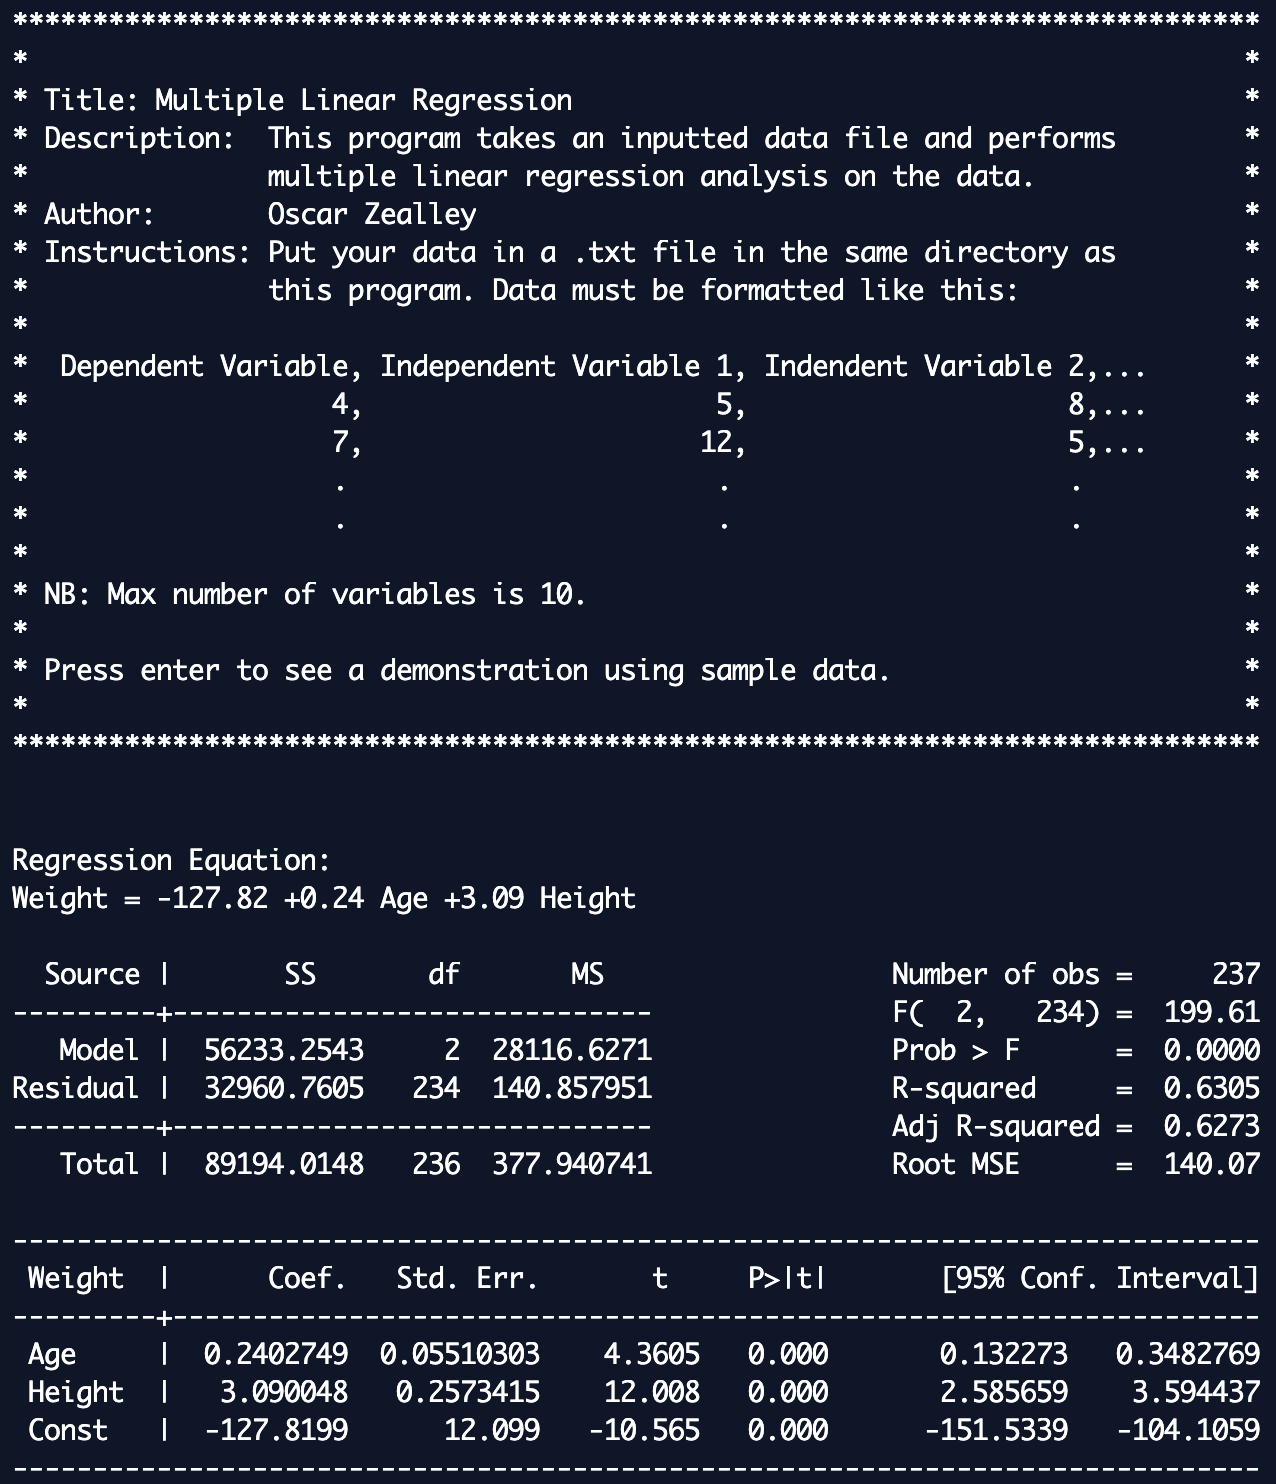 ******************************************************************************
*                                                                            *
* Title: Multiple Linear Regression                                          *
* Description:  This program takes an inputted data file and performs        *
*               multiple linear regression analysis on the data.             *
* Author:       Oscar Zealley                                                *
* Instructions: Put your data in a .txt file in the same directory as        *
*               this program. Data must be formatted like this:              *
*                                                                            *
*  Dependent Variable, Independent Variable 1, Indendent Variable 2,...      *
*                   4,                      5,                    8,...      *
*                   7,                     12,                    5,...      *
*                   .                       .                     .          *
*                   .                       .                     .          *
*                                                                            *
* NB: Max number of variables is 10.                                         *
*                                                                            *
* Press enter to see a demonstration using sample data.                      *
*                                                                            *
******************************************************************************
Regression Equation:
Weight = -127.82 +0.24 Age +3.09 Height
  Source |       SS       df       MS                  Number of obs =     237
---------+------------------------------               F(  2,   234) =  199.61
   Model |  56233.2543     2  28116.6271               Prob > F      =  0.0000
Residual |  32960.7605   234  140.857951               R-squared     =  0.6305
---------+------------------------------               Adj R-squared =  0.6273
   Total |  89194.0148   236  377.940741               Root MSE      =  140.07
------------------------------------------------------------------------------
 Weight  |      Coef.   Std. Err.       t     P>|t|       [95% Conf. Interval]
---------+--------------------------------------------------------------------
 Age     |  0.2402749  0.05510303    4.3605   0.000       0.132273   0.3482769
 Height  |   3.090048   0.2573415    12.008   0.000       2.585659    3.594437
 Const   |  -127.8199      12.099   -10.565   0.000      -151.5339   -104.1059
------------------------------------------------------------------------------